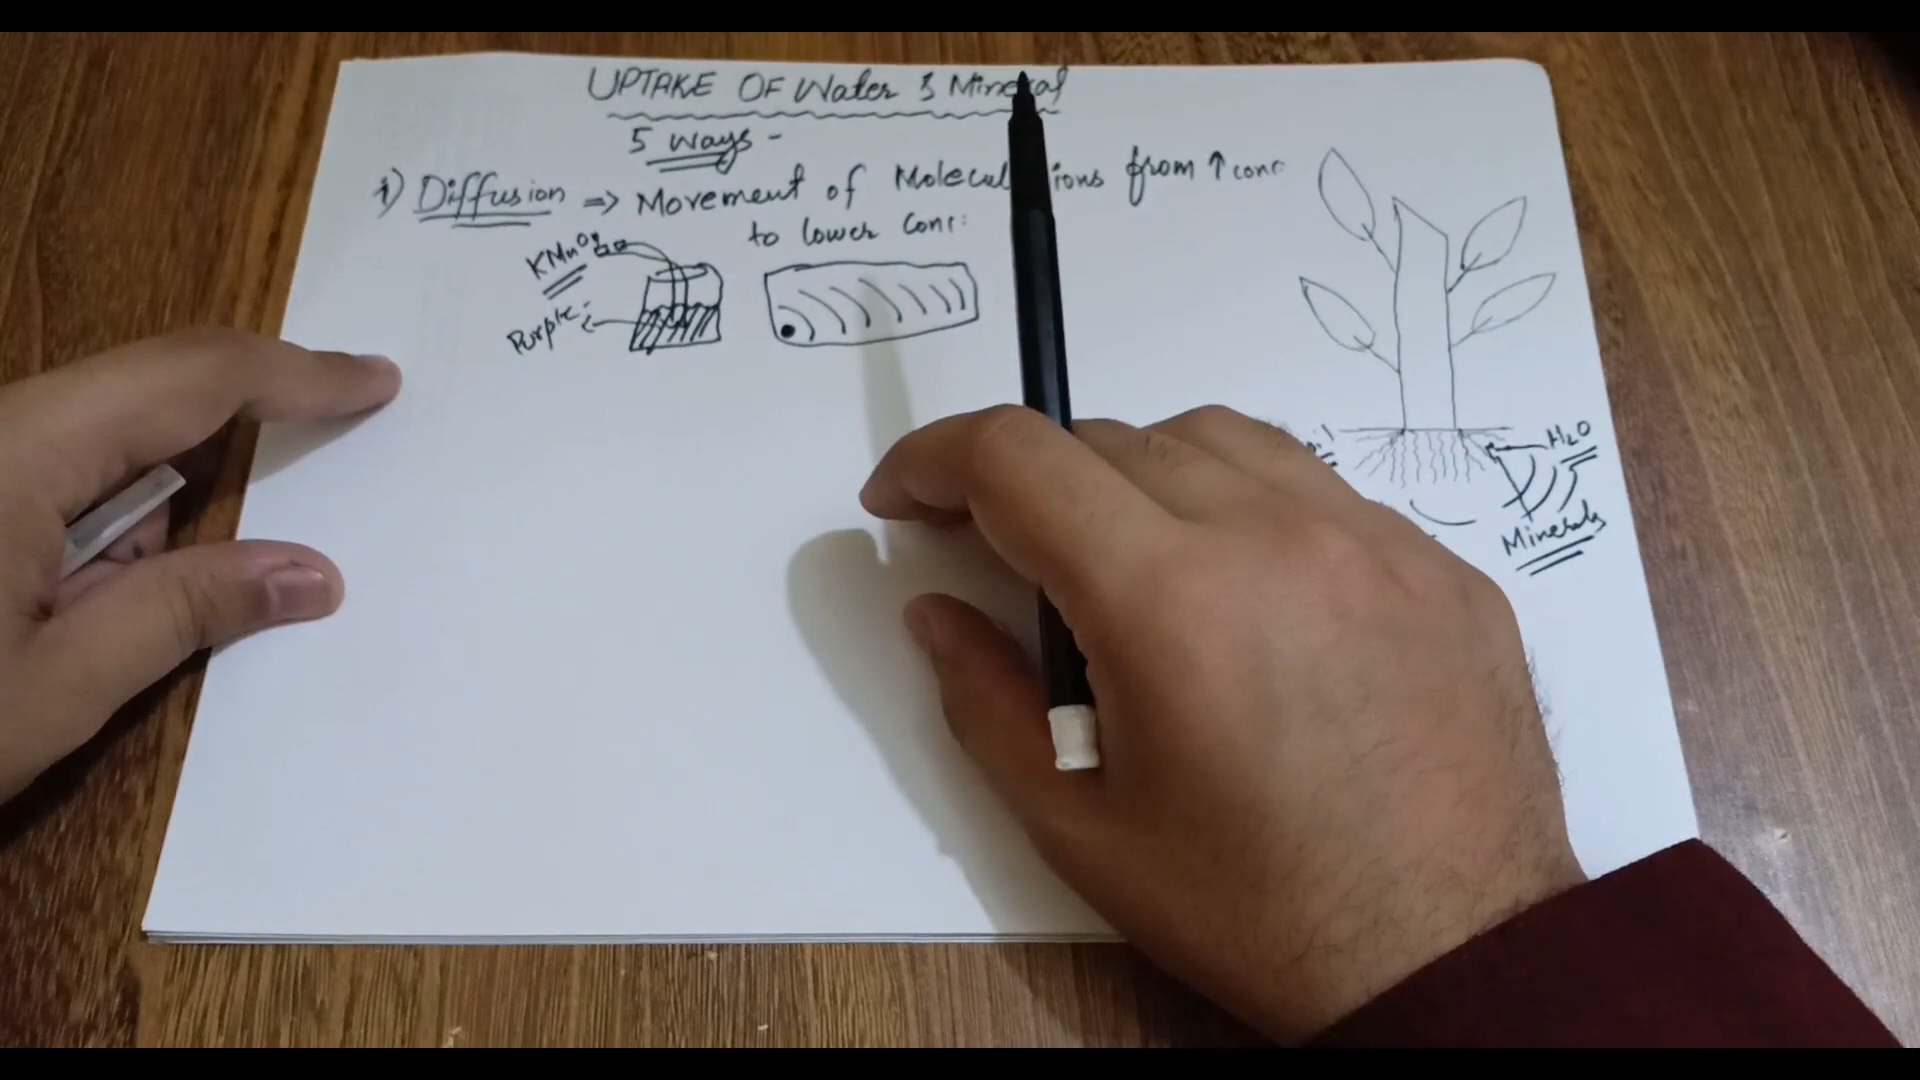 UPTAKE OF Water & Mineral
5 Ways -
i) Diffusion => Movement of ions from ↑ conc
to lower Conc:
KMnO4
Purple
H2O
Minerals